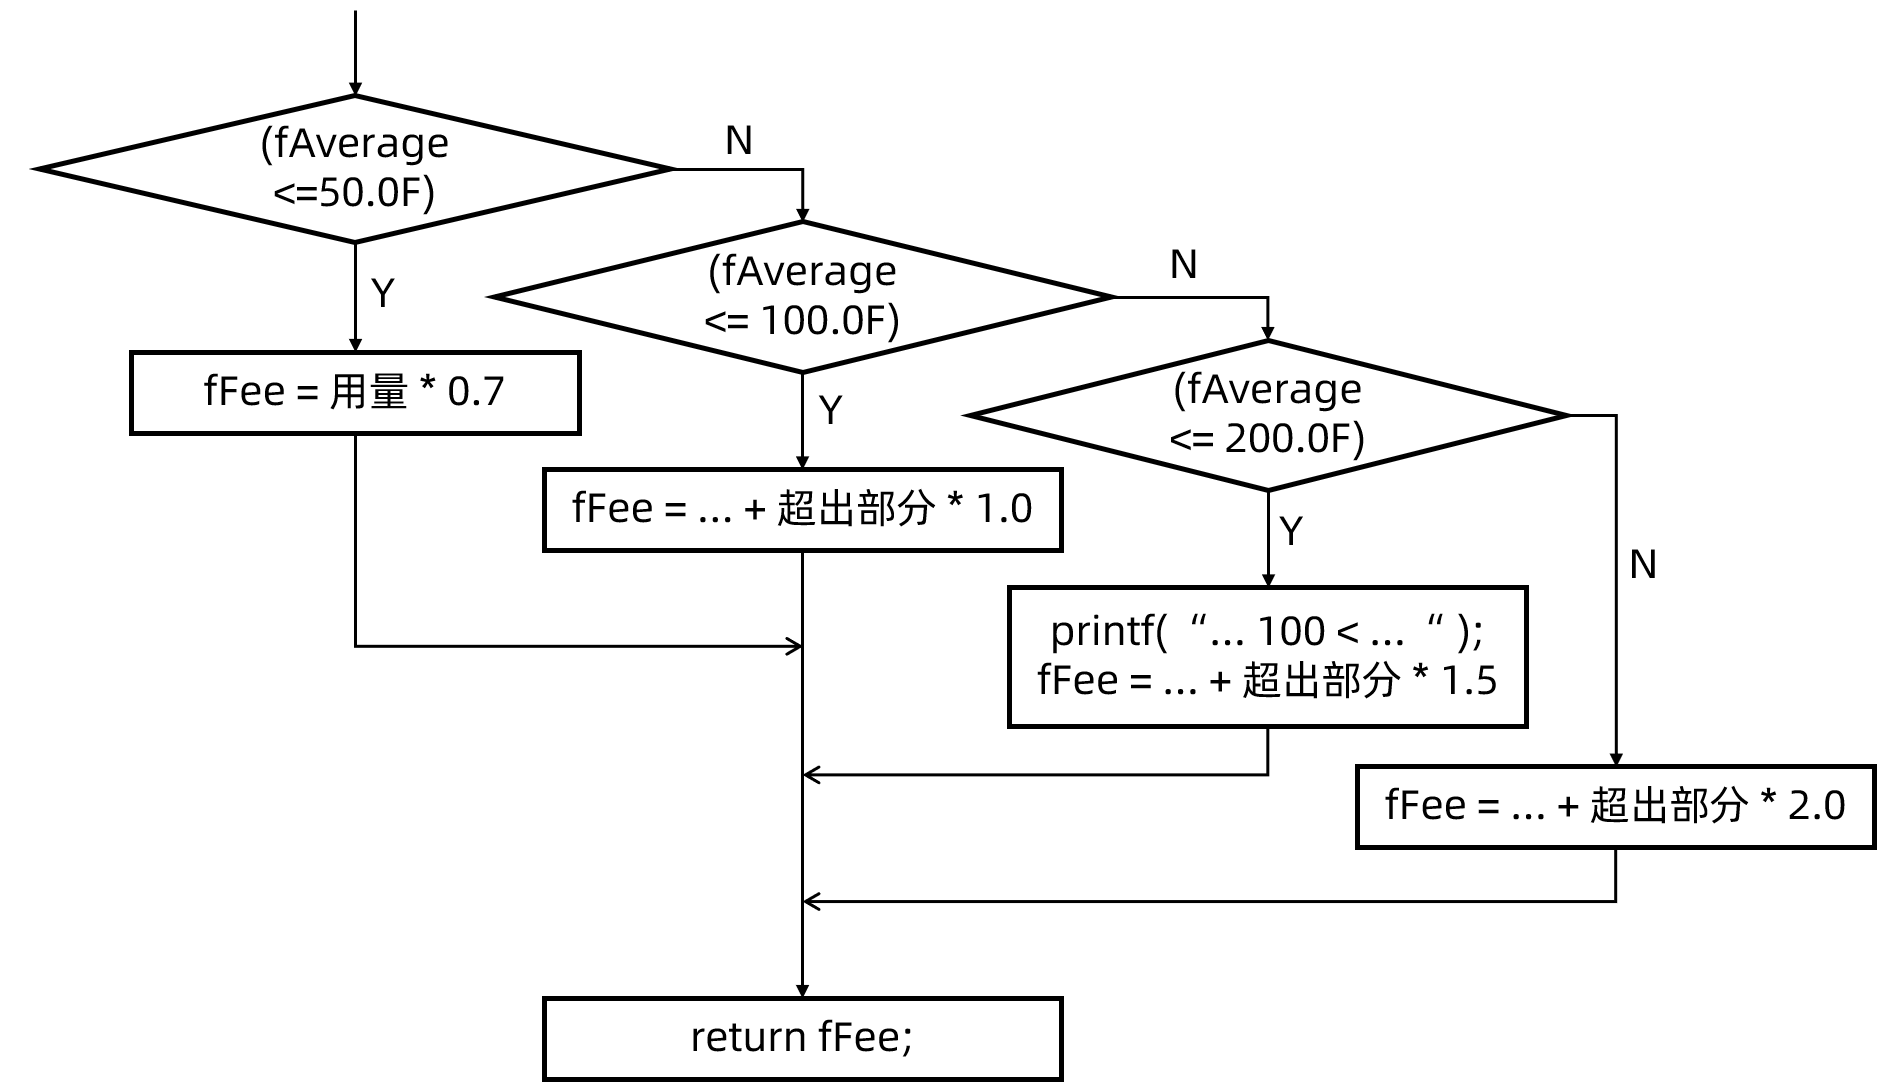 (fAverage
<=50.0F)
N
Y
(fAverage
<= 100.0F)
N
fFee = 用量 * 0.7
Y
(fAverage
<= 200.0F)
fFee = ... + 超出部分 * 1.0
Y
N
printf( “... 100 < ... “ );
fFee = ... + 超出部分 * 1.5
fFee = ... + 超出部分 * 2.0
return fFee;